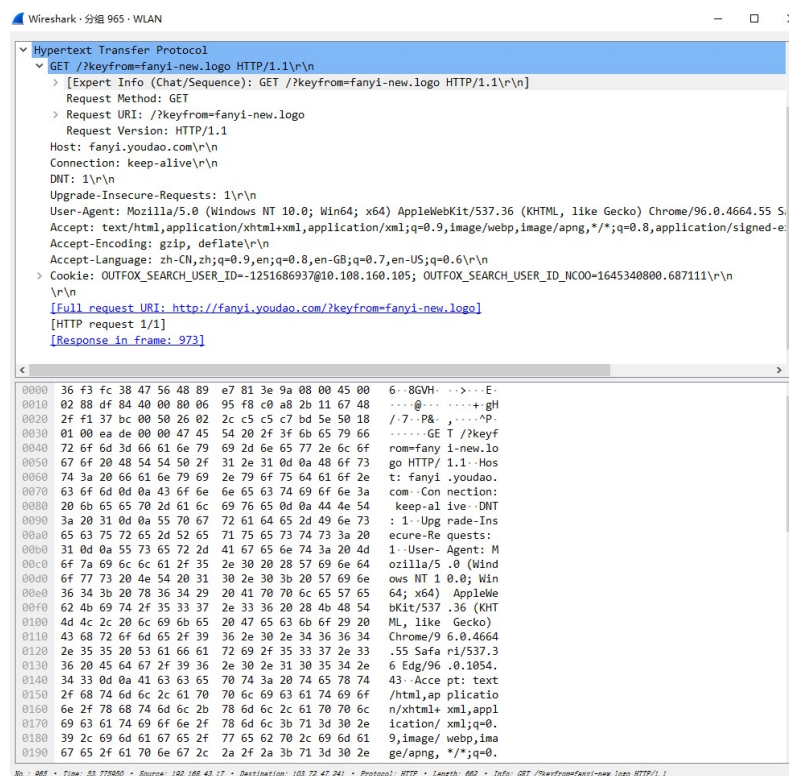 Wireshark · 分组 965 · WLAN
Hypertext Transfer Protocol
GET /?keyfrom=fanyi-new.logo HTTP/1.1\r\n
[Expert Info (Chat/Sequence): GET /?keyfrom=fanyi-new.logo HTTP/1.1\r\n]
Request Method: GET
Request URI: /?keyfrom=fanyi-new.logo
Request Version: HTTP/1.1
Host: fanyi.youdao.com\r\n
Connection: keep-alive\r\n
DNT: 1\r\n
Upgrade-Insecure-Requests: 1\r\n
User-Agent: Mozilla/5.0 (Windows NT 10.0; Win64; x64) AppleWebKit/537.36 (KHTML, like Gecko) Chrome/96.0.4664.55 Sa
Accept: text/html,application/xhtml+xml,application/xml;q=0.9,image/webp,image/apng,*/*;q=0.8,application/signed-e
Accept-Encoding: gzip, deflate\r\n
Accept-Language: zh-CN,zh;q=0.9,en;q=0.8,en-GB;q=0.7,en-US;q=0.6\r\n
Cookie: OUTFOX_SEARCH_USER_ID=-1251686937@10.108.160.105; OUTFOX_SEARCH_USER_ID_NCOO=1645340800.687111\r\n
\r\n
[Full request URI: http://fanyi.youdao.com/?keyfrom=fanyi-new.logo]
[HTTP request 1/1]
[Response in frame: 973]
0000 36 f3 fc 38 47 56 48 89 e7 81 3e 9a 08 00 45 00 6··8GVH· ··>···E·
0010 02 88 df 84 40 00 80 06 95 f8 c0 a8 2b 11 67 48 ····@··· ····+·gH
0020 2f f1 37 bc 00 50 26 02 2c c5 c5 c7 bd 5e 50 18 /·7··P&· ,····^P·
0030 01 00 ea de 00 00 47 45 54 20 2f 3f 6b 65 79 66 ······GE T /?keyf
0040 72 6f 6d 3d 66 61 6e 79 69 2d 6e 65 77 2e 6c 6f rom=fany i-new.lo
0050 67 6f 20 48 54 54 50 2f 31 2e 31 0d 0a 48 6f 73 go HTTP/ 1.1··Hos
0060 74 3a 20 66 61 6e 79 69 2e 79 6f 75 64 61 6f 2e t: fanyi .youdao.
0070 63 6f 6d 0d 0a 43 6f 6e 6e 65 63 74 69 6f 6e 3a com··Con nection:
0080 20 6b 65 65 70 2d 61 6c 69 76 65 0d 0a 44 4e 54 keep-al ive··DNT
0090 3a 20 31 0d 0a 55 70 67 72 61 64 65 2d 49 6e 73 : 1··Upg rade-Ins
00a0 65 63 75 72 65 2d 52 65 71 75 65 73 74 73 3a 20 ecure-Re quests:
00b0 31 0d 0a 55 73 65 72 2d 41 67 65 6e 74 3a 20 4d 1··User- Agent: M
00c0 6f 7a 69 6c 6c 61 2f 35 2e 30 20 28 57 69 6e 64 ozilla/5 .0 (Wind
00d0 6f 77 73 20 4e 54 20 31 30 2e 30 3b 20 57 69 6e ows NT 1 0.0; Win
00e0 36 34 3b 20 78 36 34 29 20 41 70 70 6c 65 57 65 64; x64) AppleWe
00f0 62 4b 69 74 2f 35 33 37 2e 33 36 20 28 4b 48 54 bKit/537 .36 (KHT
0100 4d 4c 2c 20 6c 69 6b 65 20 47 65 63 6b 6f 29 20 ML, like Gecko)
0110 43 68 72 6f 6d 65 2f 39 36 2e 30 2e 34 36 36 34 Chrome/9 6.0.4664
0120 2e 35 35 20 53 61 66 61 72 69 2f 35 33 37 2e 33 .55 Safa ri/537.3
0130 36 20 45 64 67 2f 39 36 2e 30 2e 31 30 35 34 2e 6 Edg/96 .0.1054.
0140 34 33 0d 0a 41 63 63 65 70 74 3a 20 74 65 78 74 43··Acce pt: text
0150 2f 68 74 6d 6c 2c 61 70 70 6c 69 63 61 74 69 6f /html,ap plicatio
0160 6e 2f 78 68 74 6d 6c 2b 78 6d 6c 2c 61 70 70 6c n/xhtml+ xml,appl
0170 69 63 61 74 69 6f 6e 2f 78 6d 6c 3b 71 3d 30 2e ication/ xml;q=0.
0180 39 2c 69 6d 61 67 65 2f 77 65 62 70 2c 69 6d 61 9,image/ webp,ima
0190 67 65 2f 61 70 6e 67 2c 2a 2f 2a 3b 71 3d 30 2e ge/apng, */*;q=0.
No.: 965 · Time: 53.775950 · Source: 192.168.43.17 · Destination: 103.72.47.241 · Protocol: HTTP · Length: 662 · Info: GET /?keyfrom=fanyi-new.logo HTTP/1.1